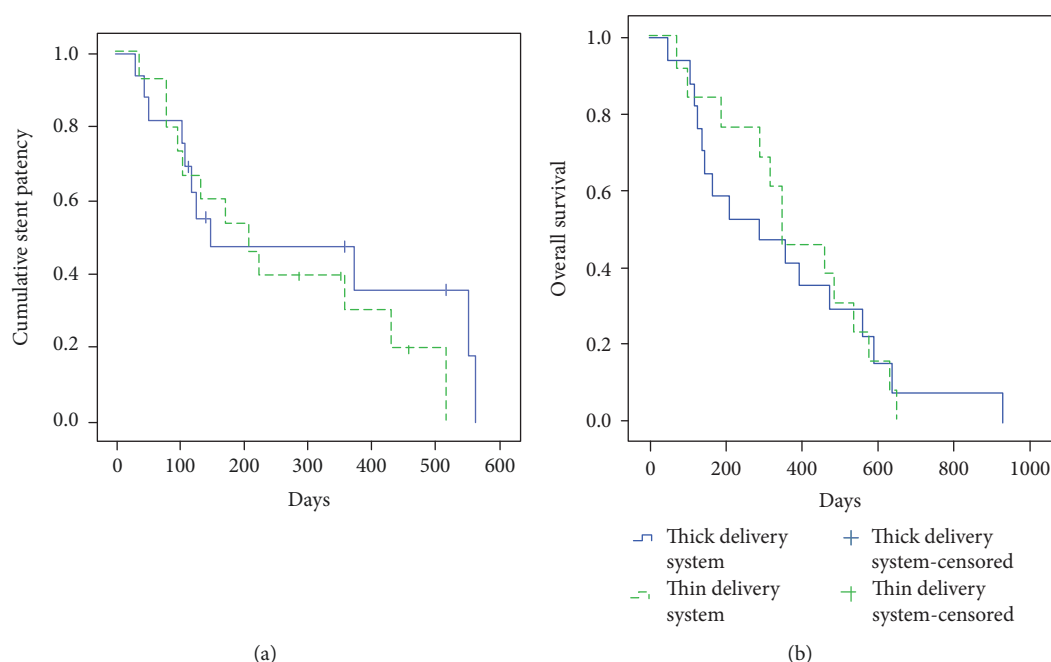 1.0
0.8
0.6
0.4
0.2
0.0
Cumulative stent patency
0 100 200 300 400 500 600
Days
(a)
1.0
0.8
0.6
0.4
0.2
0.0
Overall survival
0 200 400 600 800 1000
Days
Thick delivery
system
Thick delivery
system-censored
Thin delivery
system
Thin delivery
system-censored
(b)